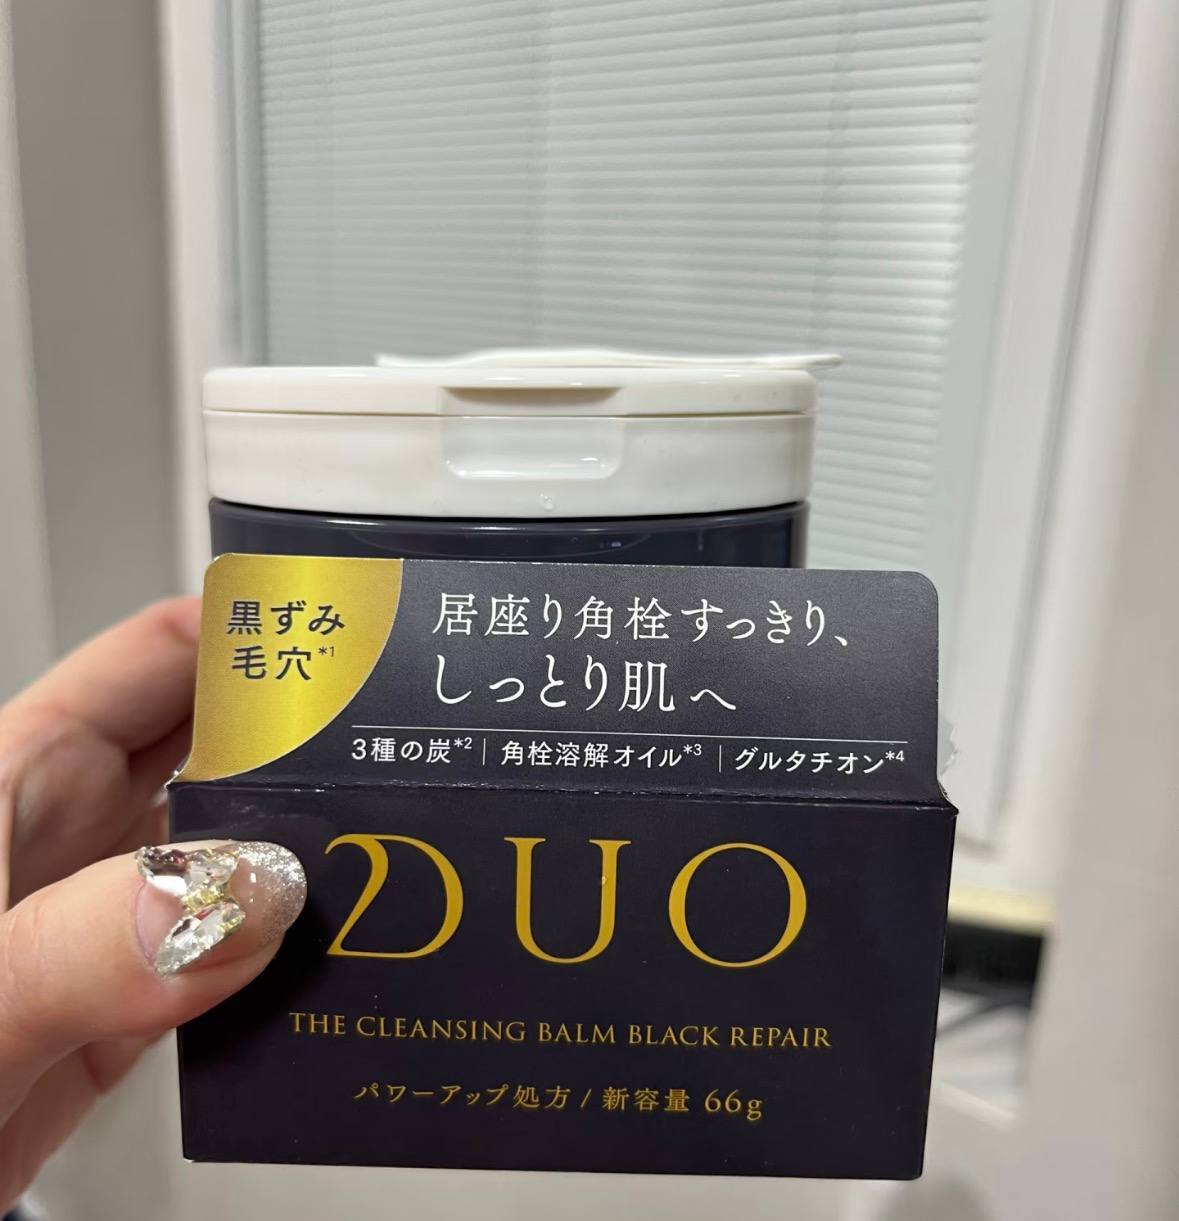 黒ずみ
毛穴*1
居座り角栓すっきり、
しっとり肌へ
3種の炭*2 | 角栓溶解オイル*3 | グルタチオン*4
DUO
THE CLEANSING BALM BLACK REPAIR
パワーアップ処方 / 新容量 66g